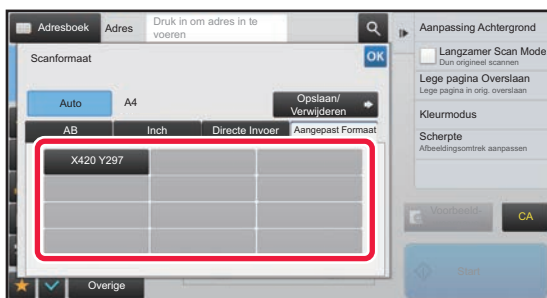 Adresboek
Adres
Druk in om adres in te
voeren
Scanformaat
OK
Auto
A4
Opslaan/
Verwijderen
AB
Inch
Directe Invoer
Aangepast Formaat
X420 Y297
Overige
Aanpassing Achtergrond
Langzamer Scan Mode
Dun origineel scannen
Lege pagina Overslaan
Lege pagina in orig. overslaan
Kleurmodus
Scherpte
Afbeeldingsomtrek aanpassen
Voorbeeld-
CA
Start